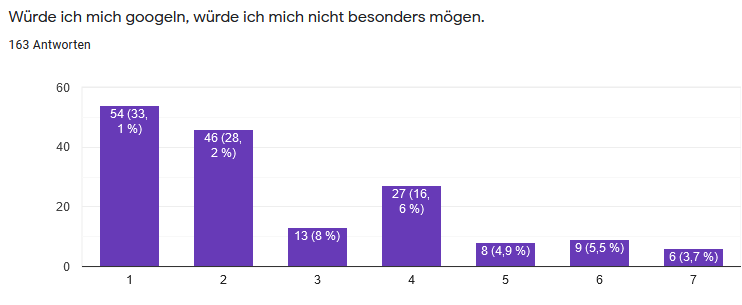 Würde ich mich googeln, würde ich mich nicht besonders mögen.
163 Antworten
60
40
20
0
54 (33,
1 %)
46 (28,
2 %)
13 (8 %)
27 (16,
6 %)
8 (4,9 %)
9 (5,5 %)
6 (3,7 %)
1 2 3 4 5 6 7